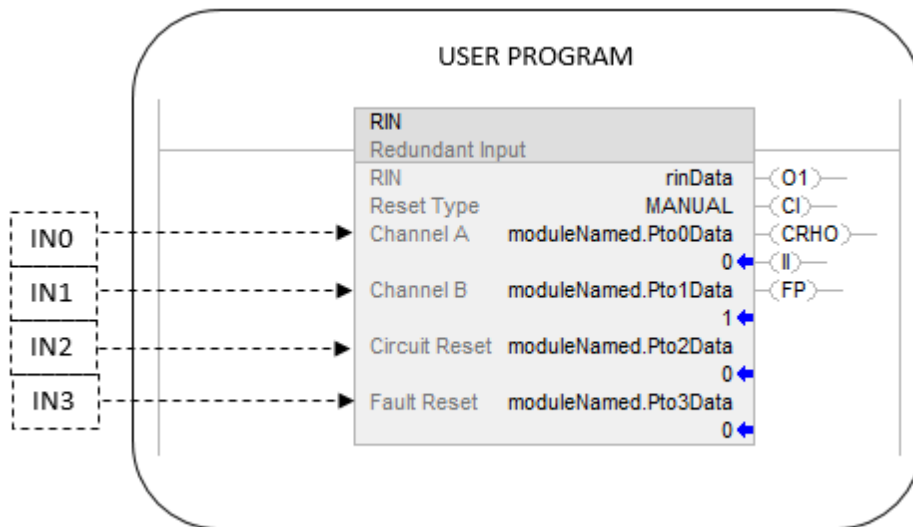 USER PROGRAM
RIN
Redundant Input
RIN rinData O1
Reset Type MANUAL CI
IN0 Channel A moduleNamed.Pto0Data CRHO
0 II
IN1 Channel B moduleNamed.Pto1Data FP
1
IN2 Circuit Reset moduleNamed.Pto2Data
0
IN3 Fault Reset moduleNamed.Pto3Data
0